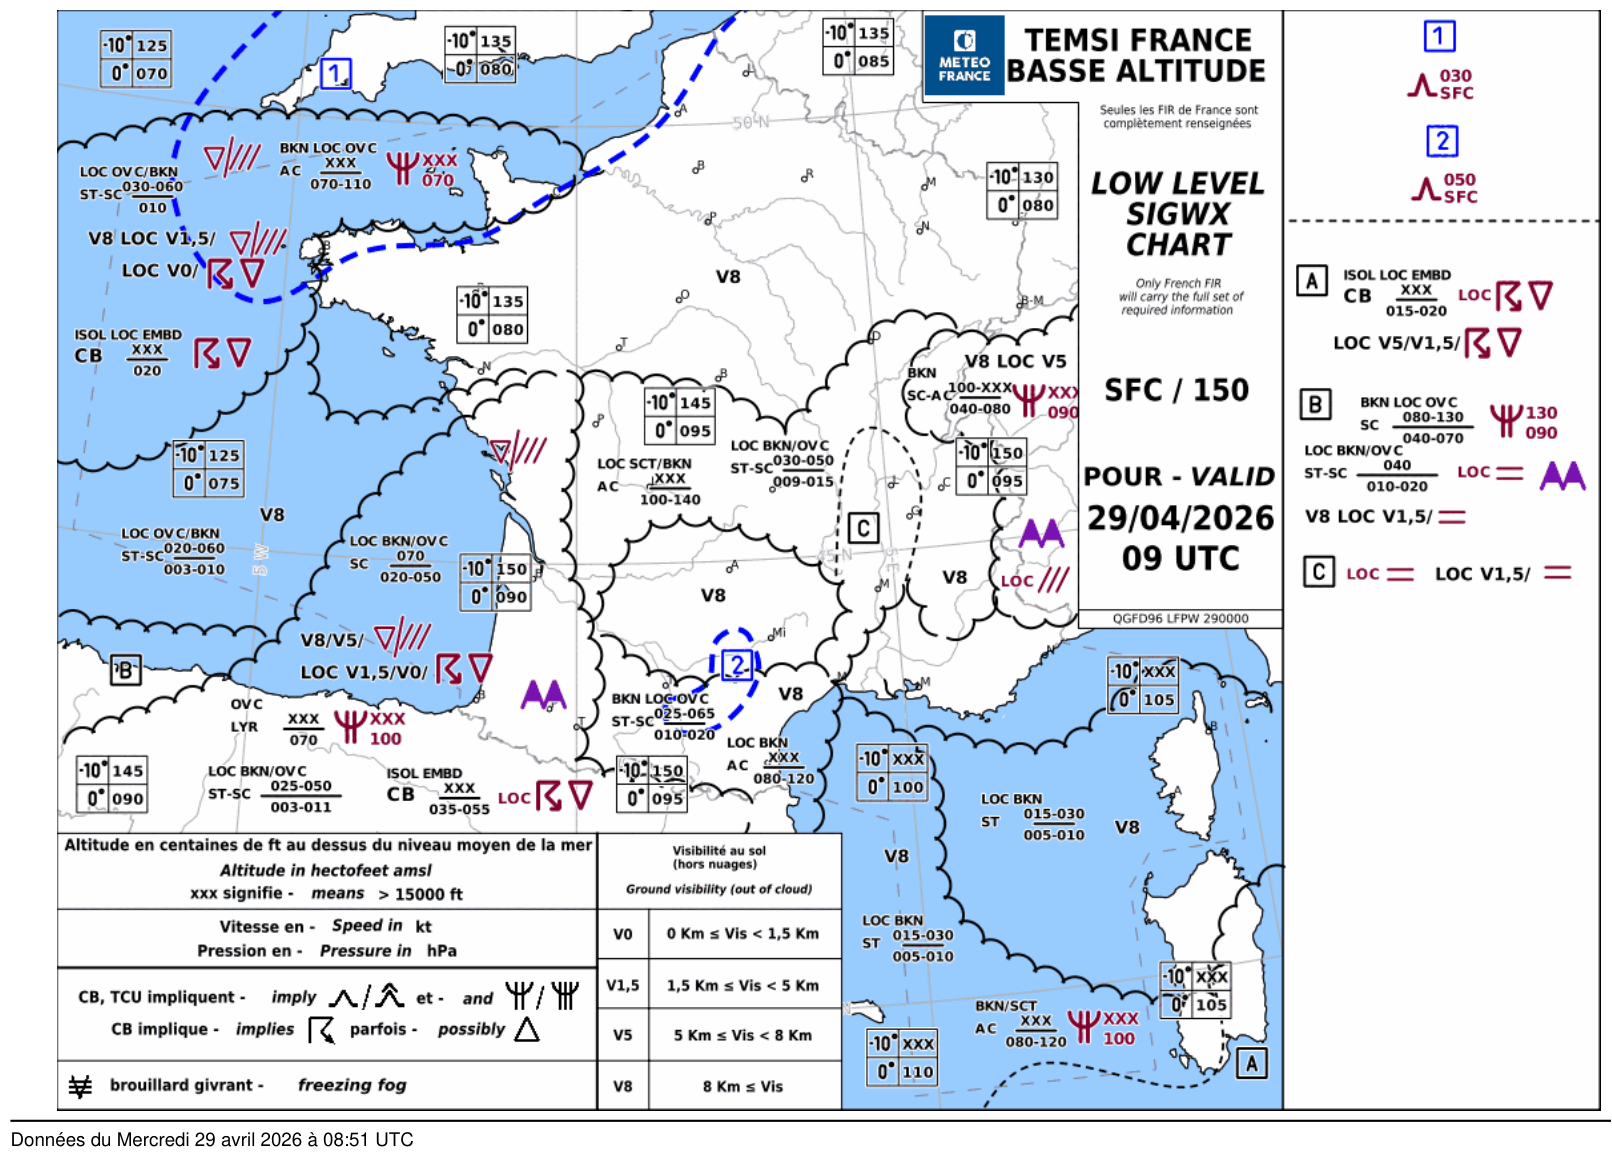 -10° 125
0° 070
-10° 135
0° 080
-10° 135
0° 085
1
METEO
FRANCE
TEMSI FRANCE
BASSE ALTITUDE
Seules les FIR de France sont
complètement renseignées
LOW LEVEL
SIGWX
CHART
Only French FIR
will carry the full set of
required information
SFC / 150
POUR - VALID
29/04/2026
09 UTC
QGFD96 LFPW 290000
1
030
SFC
2
050
SFC
A
ISOL LOC EMBD
CB XXX
015-020
LOC
LOC V5/V1,5/
B
BKN LOC OVC
SC 080-130
040-070
130
090
LOC BKN/OVC
ST-SC 040
010-020
LOC
V8 LOC V1,5/
C
LOC
LOC V1,5/
50°N
LOC OVC/BKN
ST-SC 030-060
010
BKN LOC OVC
AC XXX
070-110
XXX
070
V8 LOC V1,5/
LOC V0/
-10° 130
0° 080
V8
-10° 135
0° 080
ISOL LOC EMBD
CB XXX
020
V8 LOC V5
BKN
SC-AC 100-XXX
040-080
XXX
090
-10° 145
0° 095
-10° 125
0° 075
LOC SCT/BKN
AC XXX
100-140
LOC BKN/OVC
ST-SC 030-050
009-015
-10° 150
0° 095
V8
LOC OVC/BKN
ST-SC 020-060
003-010
5°W
LOC BKN/OVC
SC 070
020-050
-10° 150
0° 090
C
45°N
5°E
V8
V8
LOC
V8/V5/
LOC V1,5/V0/
B
2
V8
OVC
LYR XXX
070
XXX
100
BKN LOC OVC
ST-SC 025-065
010-020
LOC BKN
AC XXX
080-120
-10° XXX
0° 105
-10° 145
0° 090
LOC BKN/OVC
ST-SC 025-050
003-011
ISOL EMBD
CB XXX
035-055
LOC
-10° 150
0° 095
-10° XXX
0° 100
LOC BKN
ST 015-030
005-010
V8
V8
LOC BKN
ST 015-030
005-010
-10° XXX
0° 105
BKN/SCT
AC XXX
080-120
XXX
100
-10° XXX
0° 110
A
Altitude en centaines de ft au dessus du niveau moyen de la mer
Altitude in hectofeet amsl
xxx signifie - means > 15000 ft
Vitesse en - Speed in kt
Pression en - Pressure in hPa
CB, TCU impliquent - imply / et - and /
CB implique - implies parfois - possibly
brouillard givrant - freezing fog
Visibilité au sol
(hors nuages)
Ground visibility (out of cloud)
V0 0 Km ≤ Vis < 1,5 Km
V1,5 1,5 Km ≤ Vis < 5 Km
V5 5 Km ≤ Vis < 8 Km
V8 8 Km ≤ Vis
Données du Mercredi 29 avril 2026 à 08:51 UTC